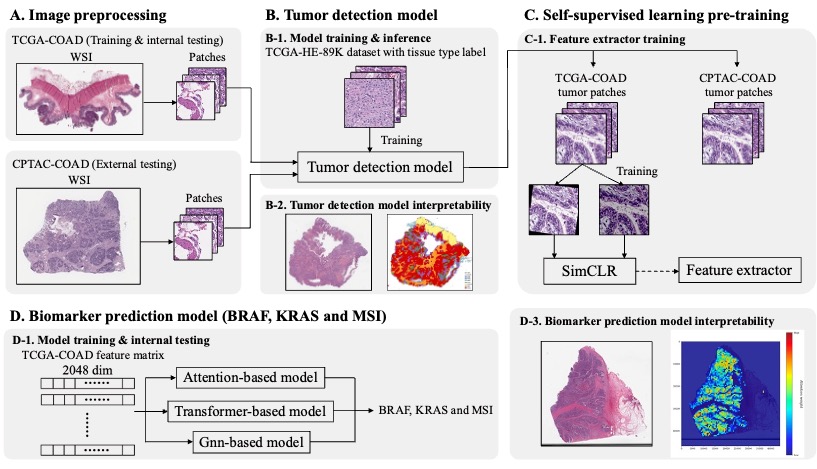 A. Image preprocessing
TCGA-COAD (Training & internal testing)
WSI
Patches
CPTAC-COAD (External testing)
WSI
Patches
B. Tumor detection model
B-1. Model training & inference
TCGA-HE-89K dataset with tissue type label
Training
Tumor detection model
B-2. Tumor detection model interpretability
C. Self-supervised learning pre-training
C-1. Feature extractor training
TCGA-COAD
tumor patches
CPTAC-COAD
tumor patches
Training
SimCLR
Feature extractor
D. Biomarker prediction model (BRAF, KRAS and MSI)
D-1. Model training & internal testing
TCGA-COAD feature matrix
2048 dim
Attention-based model
Transformer-based model
Gnn-based model
BRAF, KRAS and MSI
D-3. Biomarker prediction model interpretability